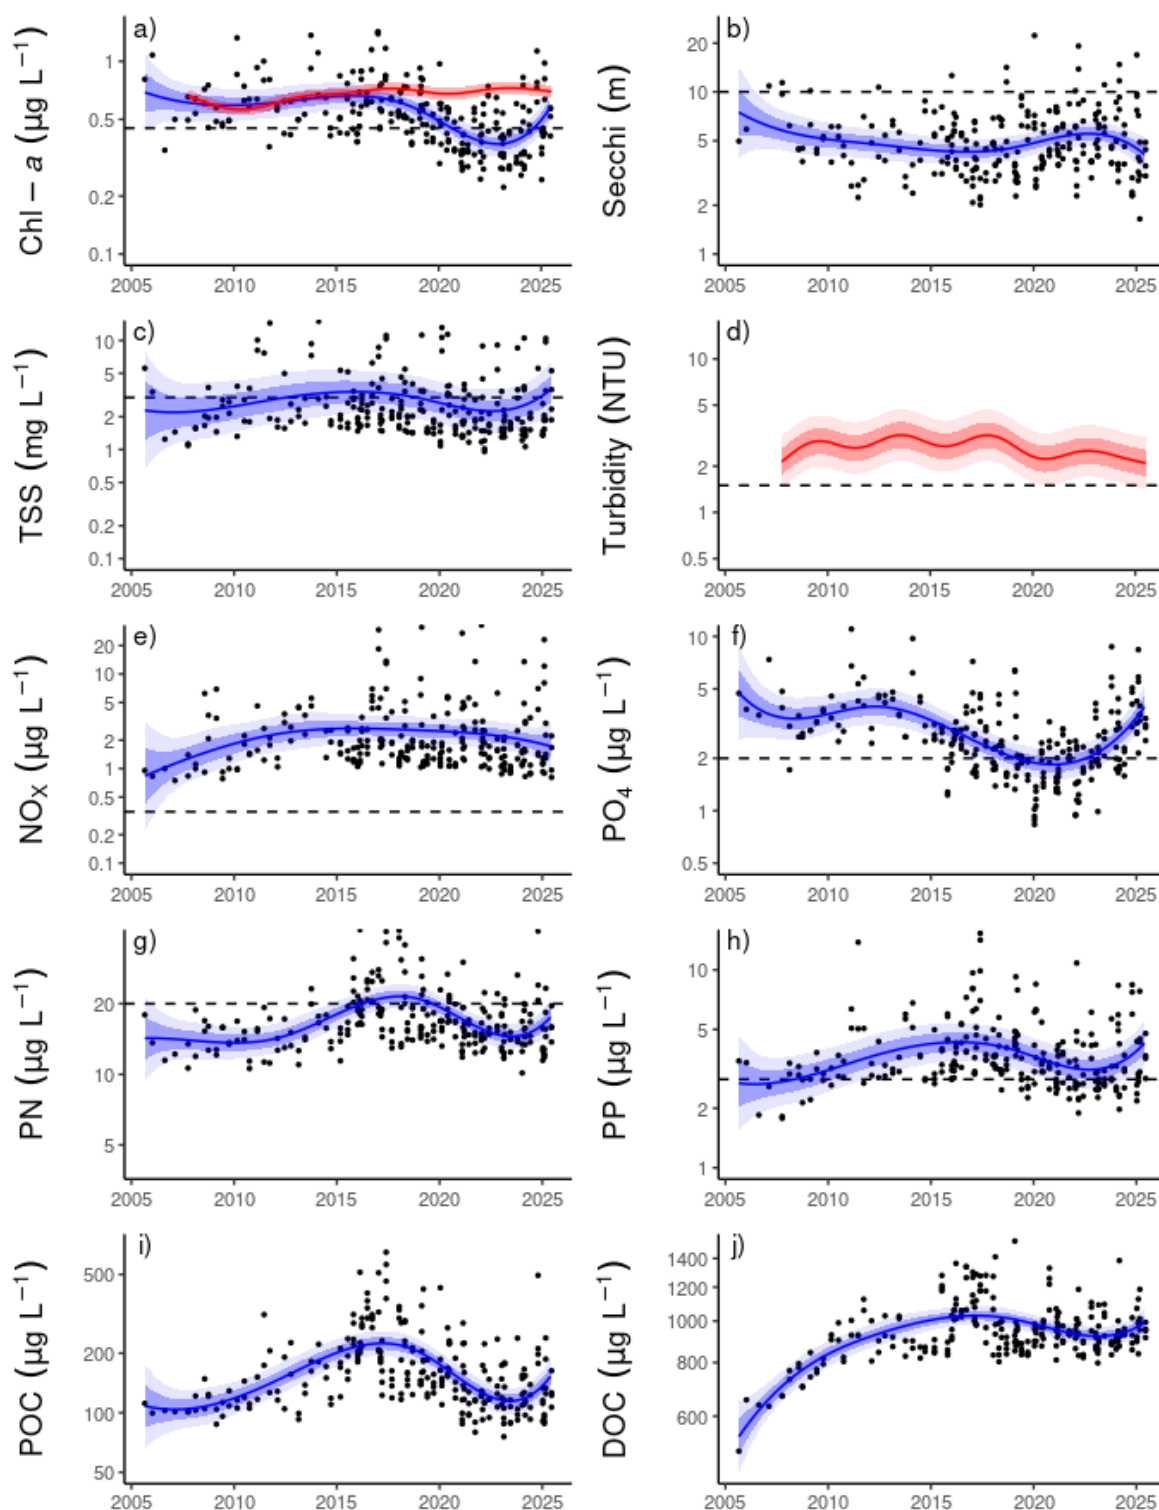 a)
Chl − a (µg L⁻¹)
1
0.5
0.2
0.1
2005 2010 2015 2020 2025
b)
Secchi (m)
20
10
5
2
1
2005 2010 2015 2020 2025
c)
TSS (mg L⁻¹)
10
5
2
1
0.5
0.2
0.1
2005 2010 2015 2020 2025
d)
Turbidity (NTU)
10
5
2
1
0.5
2005 2010 2015 2020 2025
e)
NOₓ (µg L⁻¹)
20
10
5
2
1
0.5
0.2
0.1
2005 2010 2015 2020 2025
f)
PO₄ (µg L⁻¹)
10
5
2
1
0.5
2005 2010 2015 2020 2025
g)
PN (µg L⁻¹)
20
10
5
2005 2010 2015 2020 2025
h)
PP (µg L⁻¹)
10
5
2
1
2005 2010 2015 2020 2025
i)
POC (µg L⁻¹)
500
200
100
50
2005 2010 2015 2020 2025
j)
DOC (µg L⁻¹)
1400
1200
1000
800
600
2005 2010 2015 2020 2025